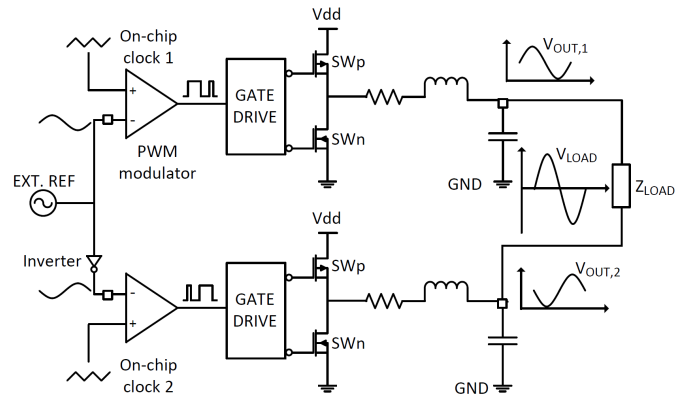 Vdd
On-chip
clock 1
SWp
V_OUT,1
+
-
GATE
DRIVE
SWn
PWM
modulator
V_LOAD
GND
EXT. REF
Z_LOAD
Vdd
Inverter
SWp
V_OUT,2
-
+
GATE
DRIVE
SWn
On-chip
clock 2
GND